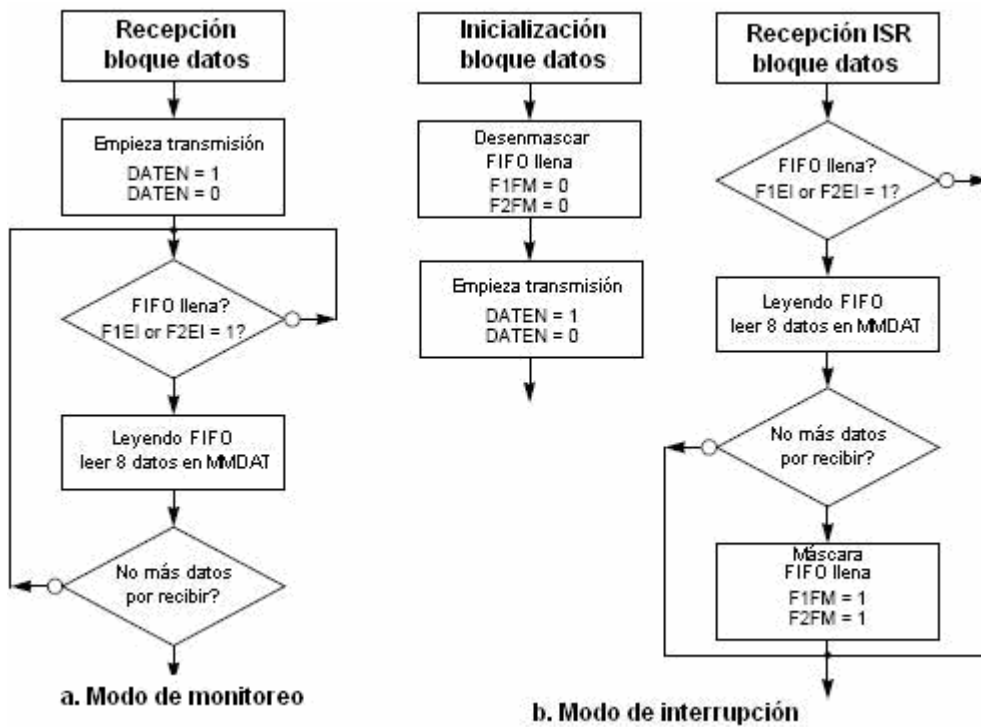 Recepción
bloque datos
Empieza transmisión
DATEN = 1
DATEN = 0
FIFO llena?
F1EI or F2EI = 1?
Leyendo FIFO
leer 8 datos en MMDAT
No más datos
por recibir?
a. Modo de monitoreo
Inicialización
bloque datos
Desenmascar
FIFO llena
F1FM = 0
F2FM = 0
Empieza transmisión
DATEN = 1
DATEN = 0
Recepción ISR
bloque datos
FIFO llena?
F1EI or F2EI = 1?
Leyendo FIFO
leer 8 datos en MMDAT
No más datos
por recibir?
Máscara
FIFO llena
F1FM = 1
F2FM = 1
b. Modo de interrupción